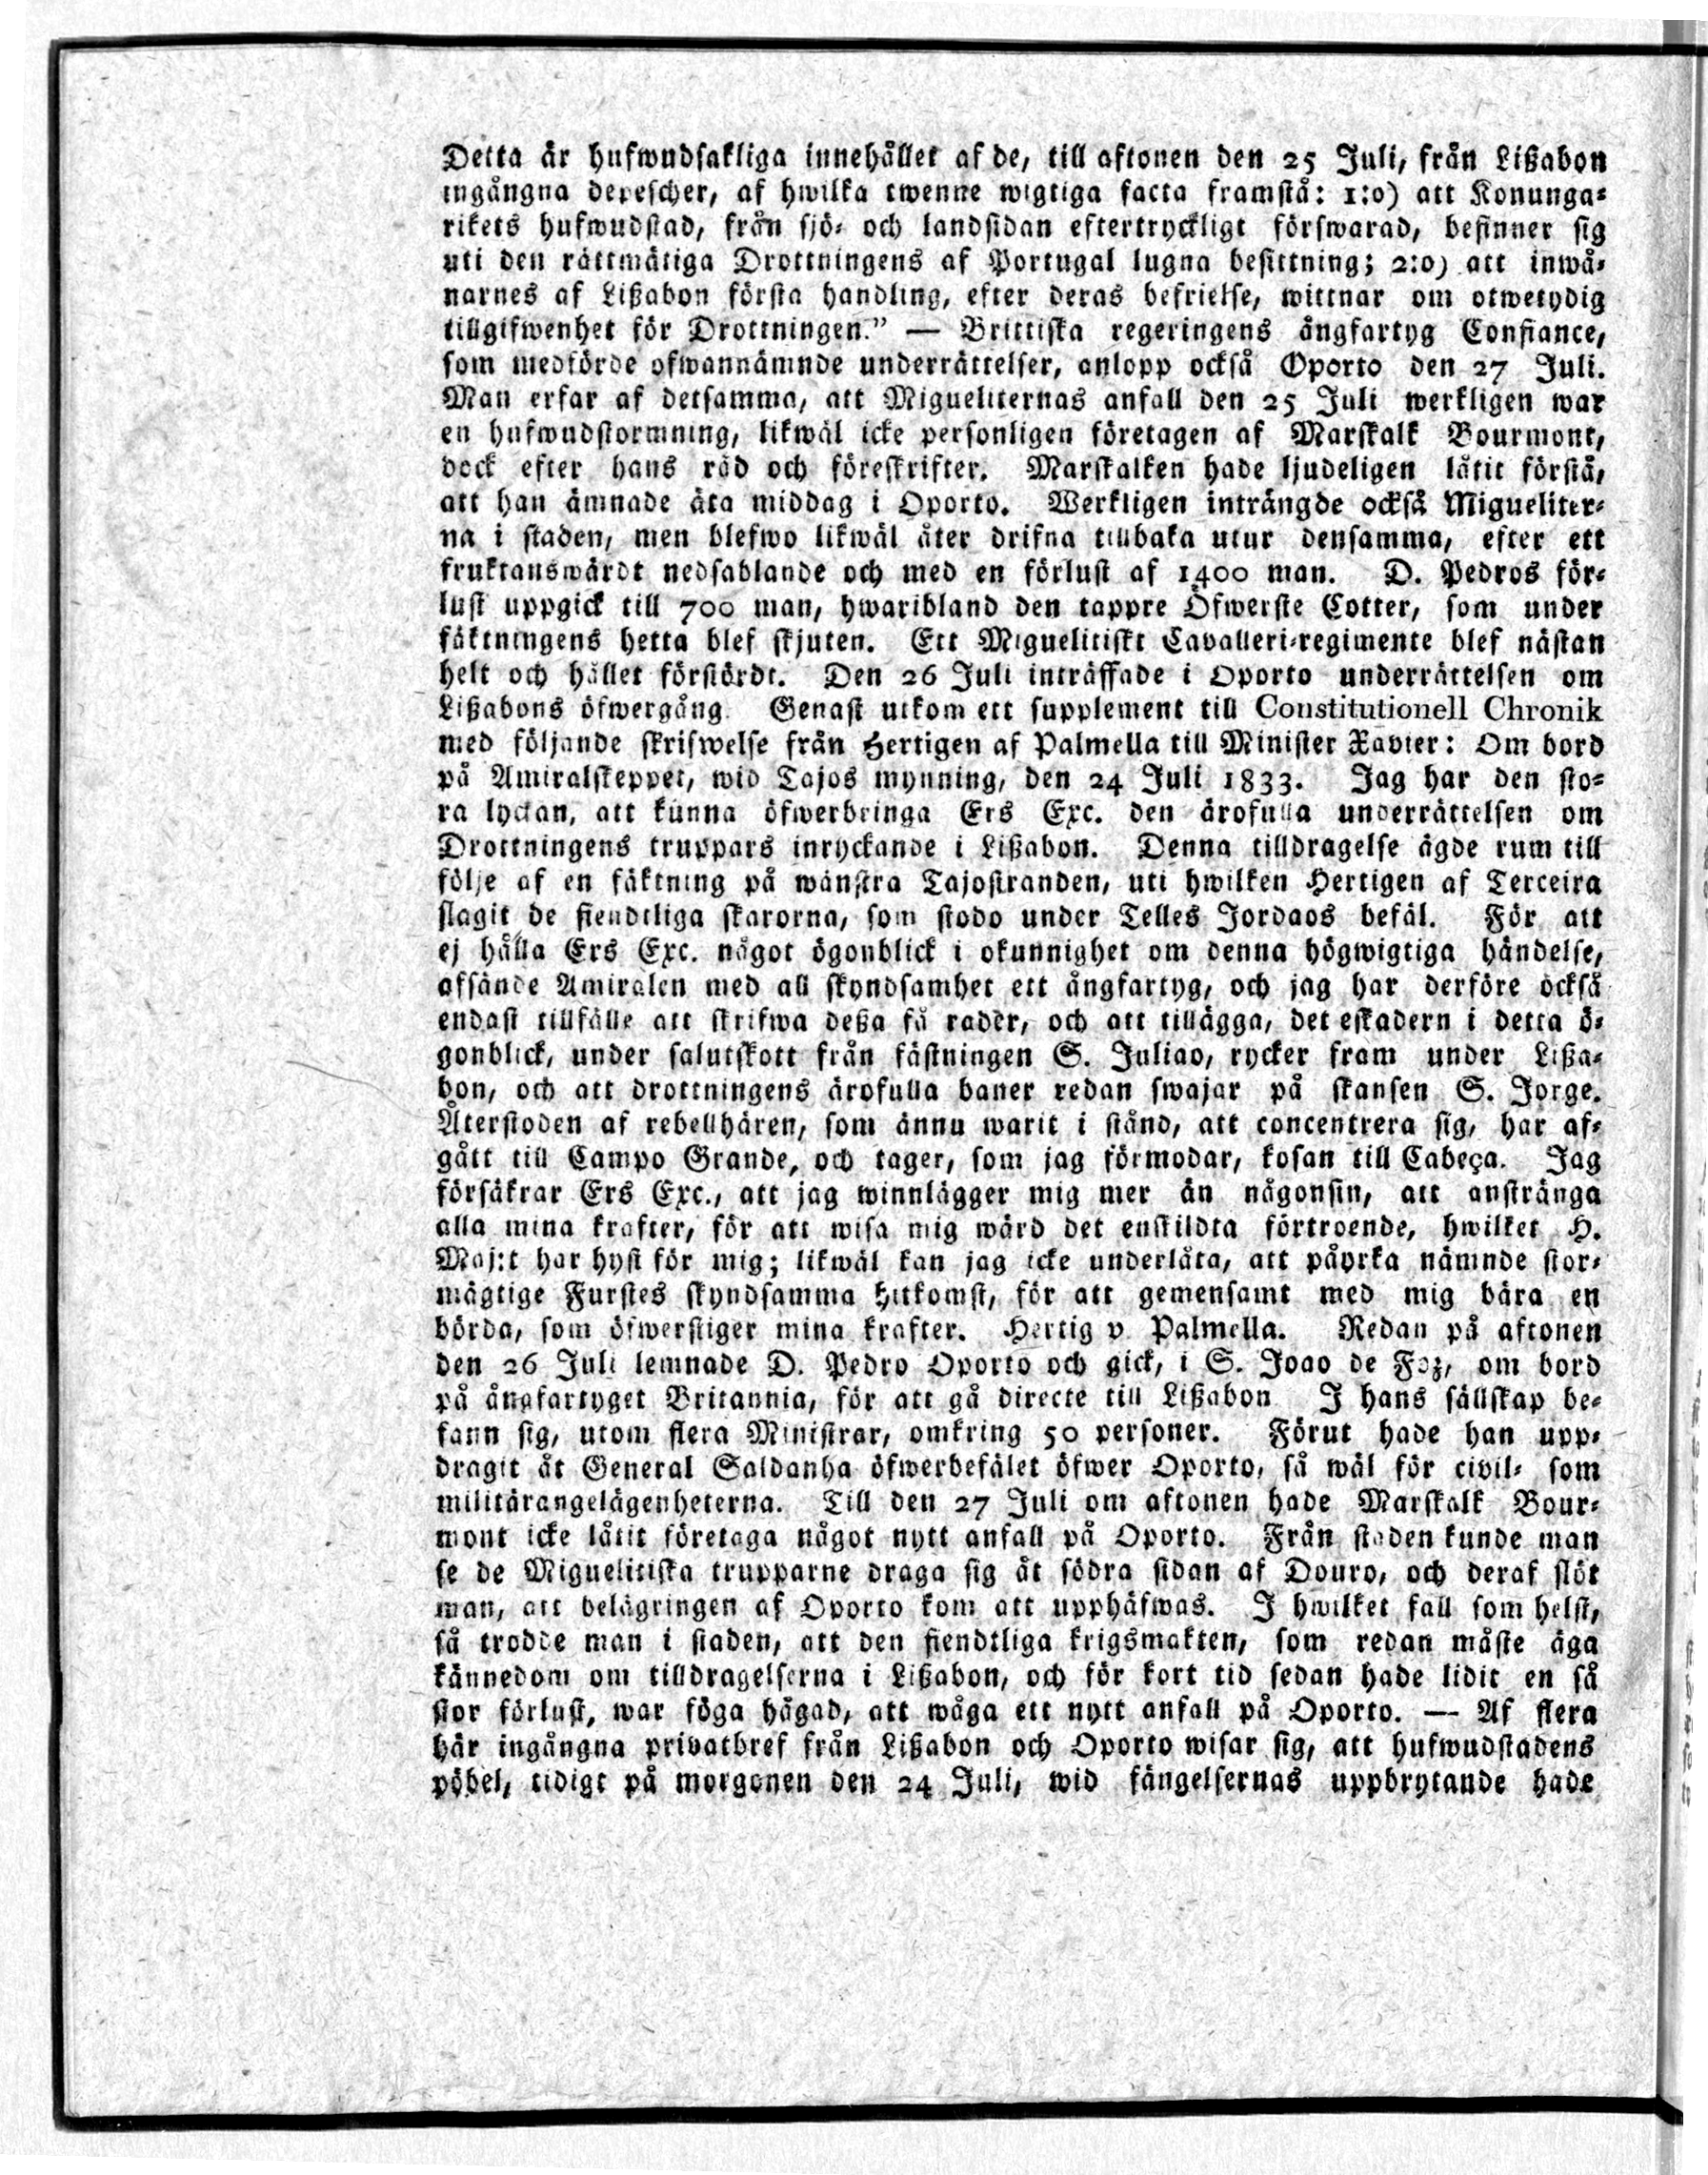 Detta är hufwudsakliga innehållet af de, till aftonen den 25 Juli, från Lißabon
ingångna depescher, af hwilka twenne wigtiga facta framstå: 1:o) att Konunga-
rikets hufwudstad, från sjö- och landsidan eftertryckligt förswarad, befinner sig
uti den rättmätiga Drottningens af Portugal lugna besittning; 2:o) att inwå-
narnes af Lißabon första handling, efter deras befrielse, wittnar om otwetydig
tillgifwenhet för Drottningen." — Brittiska regeringens ångfartyg Confiance,
som medförde ofwannämnde underrättelser, anlopp också Oporto den 27 Juli.
Man erfar af detsamma, att Migueliternas anfall den 25 Juli werkligen war
en hufwudstormning, likwäl icke personligen företagen af Marskalk Bourmont,
dock efter hans råd och föreskrifter. Marskalken hade ljudeligen låtit förstå,
att han ämnade äta middag i Oporto. Werkligen inträngde också Migueliter-
na i staden, men blefwo likwäl åter drifna tillbaka utur densamma, efter ett
fruktanswärdt nedsablande och med en förlust af 1400 man. D. Pedros för-
lust uppgick till 700 man, hwaribland den tappre Öfwerste Cotter, som under
fäktningens hetta blef skjuten. Ett Miguelitiskt Cavalleri-regimente blef nästan
helt och hållet förstördt. Den 26 Juli inträffade i Oporto underrättelsen om
Lißabons öfwergång. Genast utkom ett supplement till Constitutionell Chronik
med följande skrifwelse från Hertigen af Palmella till Minister Xavier: Om bord
på Amiralskeppet, wid Tajos mynning, den 24 Juli 1833. Jag har den sto-
ra lyckan, att kunna öfwerbringa Ers Exc. den ärofulla underrättelsen om
Drottningens truppars inryckande i Lißabon. Denna tilldragelse ägde rum till
följe af en fäktning på wänstra Tajostranden, uti hwilken Hertigen af Terceira
slagit de fiendtliga skarorna, som stodo under Telles Jordaos befäl. För att
ej hålla Ers Exc. något ögonblick i okunnighet om denna högwigtiga händelse,
afsände Amiralen med all skyndsamhet ett ångfartyg, och jag har derföre också
endast tillfälle att skrifwa deßa få rader, och att tillägga, det eskadern i detta ö-
gonblick, under salutskott från fästningen S. Juliao, rycker fram under Lißa-
bon, och att drottningens ärofulla baner redan swajar på skansen S. Jorge.
Återstoden af rebellhären, som ännu warit i stånd, att concentrera sig, har af-
gått till Campo Grande, och tager, som jag förmodar, kosan till Cabeça. Jag
försäkrar Ers Exc., att jag winnlägger mig mer än någonsin, att anstränga
alla mina krafter, för att wisa mig wärd det enskildta förtroende, hwilket H.
Maj:t har hyst för mig; likwäl kan jag icke underlåta, att påyrka nämnde stor-
mägtige Furstes skyndsamma hitkomst, för att gemensamt med mig bära en
börda, som öfwerstiger mina krafter. Hertig v. Palmella. Redan på aftonen
den 26 Juli lemnade D. Pedro Oporto och gick, i S. Joao de Foz, om bord
på ångfartyget Britannia, för att gå directe till Lißabon. I hans sällskap be-
fann sig, utom flera Ministrar, omkring 50 personer. Förut hade han upp-
dragit åt General Saldanha öfwerbefälet öfwer Oporto, så wäl för civil- som
militärangelägenheterna. Till den 27 Juli om aftonen hade Marskalk Bour-
mont icke låtit företaga något nytt anfall på Oporto. Från staden kunde man
se de Miguelitiska trupparne draga sig åt södra sidan af Douro, och deraf slöt
man, att belägringen af Oporto kom att upphäfwas. I hwilket fall som helst,
så trodde man i staden, att den fiendtliga krigsmakten, som redan måste äga
kännedom om tilldragelserna i Lißabon, och för kort tid sedan hade lidit en så
stor förlust, war föga hågad, att wåga ett nytt anfall på Oporto. — Af flera
här ingångna privatbref från Lißabon och Oporto wisar sig, att hufwudstadens
pöbel, tidigt på morgonen den 24 Juli, wid fängelsernas uppbrytande hade